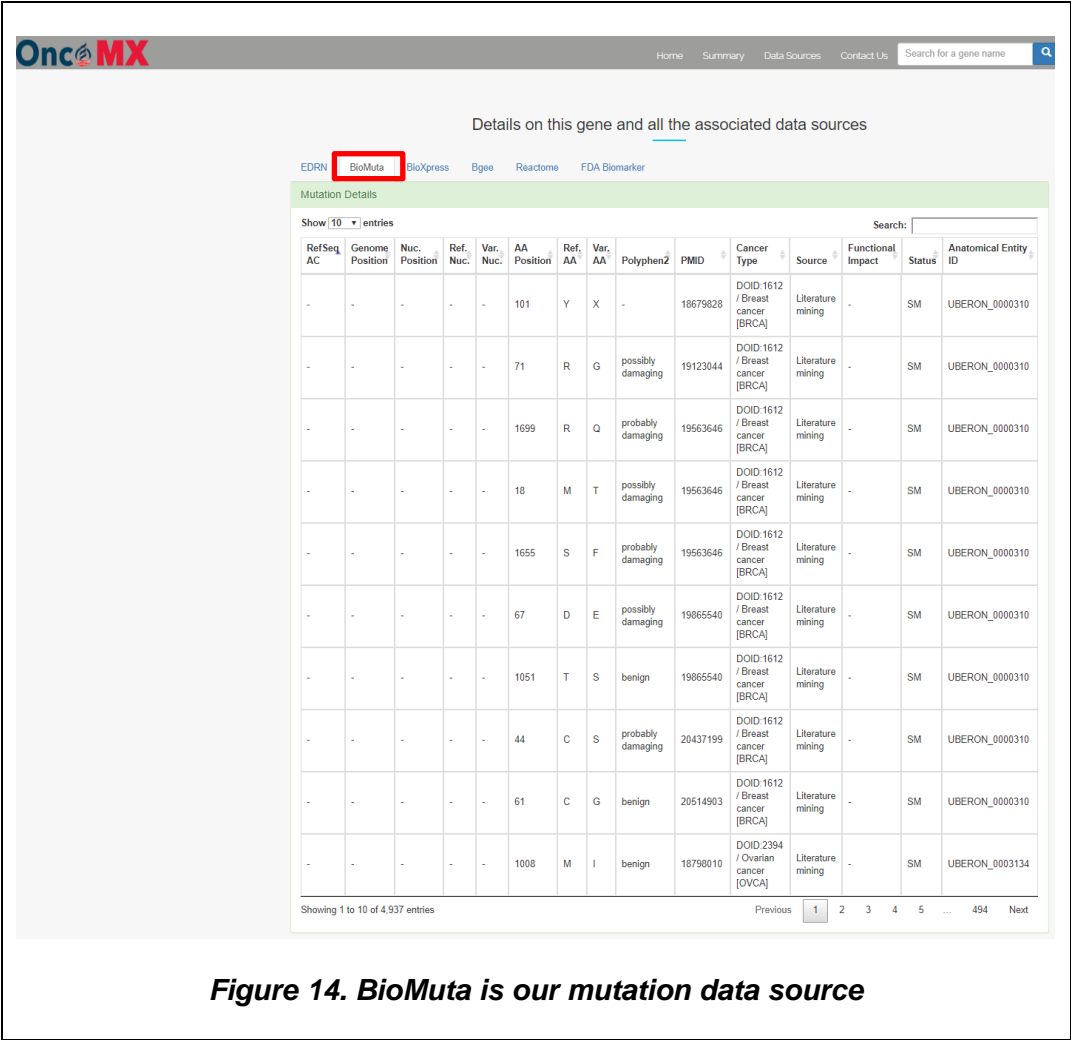 OncoMX
Home Summary Data Sources Contact Us Search for a gene name
Details on this gene and all the associated data sources
EDRN BioMuta BioXpress Bgee Reactome FDA Biomarker
Mutation Details
Show 10 entries Search:
RefSeq AC Genome Position Nuc. Position Ref. Nuc. Var. Nuc. AA Position Ref. AA Var. AA Polyphen2 PMID Cancer Type Source Functional Impact Status Anatomical Entity ID
- - - - - 101 Y X - 18679828 DOID:1612 / Breast cancer [BRCA] Literature mining - SM UBERON_0000310
- - - - - 71 R G possibly damaging 19123044 DOID:1612 / Breast cancer [BRCA] Literature mining - SM UBERON_0000310
- - - - - 1699 R Q probably damaging 19563646 DOID:1612 / Breast cancer [BRCA] Literature mining - SM UBERON_0000310
- - - - - 18 M T possibly damaging 19563646 DOID:1612 / Breast cancer [BRCA] Literature mining - SM UBERON_0000310
- - - - - 1655 S F probably damaging 19563646 DOID:1612 / Breast cancer [BRCA] Literature mining - SM UBERON_0000310
- - - - - 67 D E possibly damaging 19865540 DOID:1612 / Breast cancer [BRCA] Literature mining - SM UBERON_0000310
- - - - - 1051 T S benign 19865540 DOID:1612 / Breast cancer [BRCA] Literature mining - SM UBERON_0000310
- - - - - 44 C S probably damaging 20437199 DOID:1612 / Breast cancer [BRCA] Literature mining - SM UBERON_0000310
- - - - - 61 C G benign 20514903 DOID:1612 / Breast cancer [BRCA] Literature mining - SM UBERON_0000310
- - - - - 1008 M I benign 18798010 DOID:2394 / Ovarian cancer [OVCA] Literature mining - SM UBERON_0003134
Showing 1 to 10 of 4,937 entries Previous 1 2 3 4 5 ... 494 Next
Figure 14. BioMuta is our mutation data source